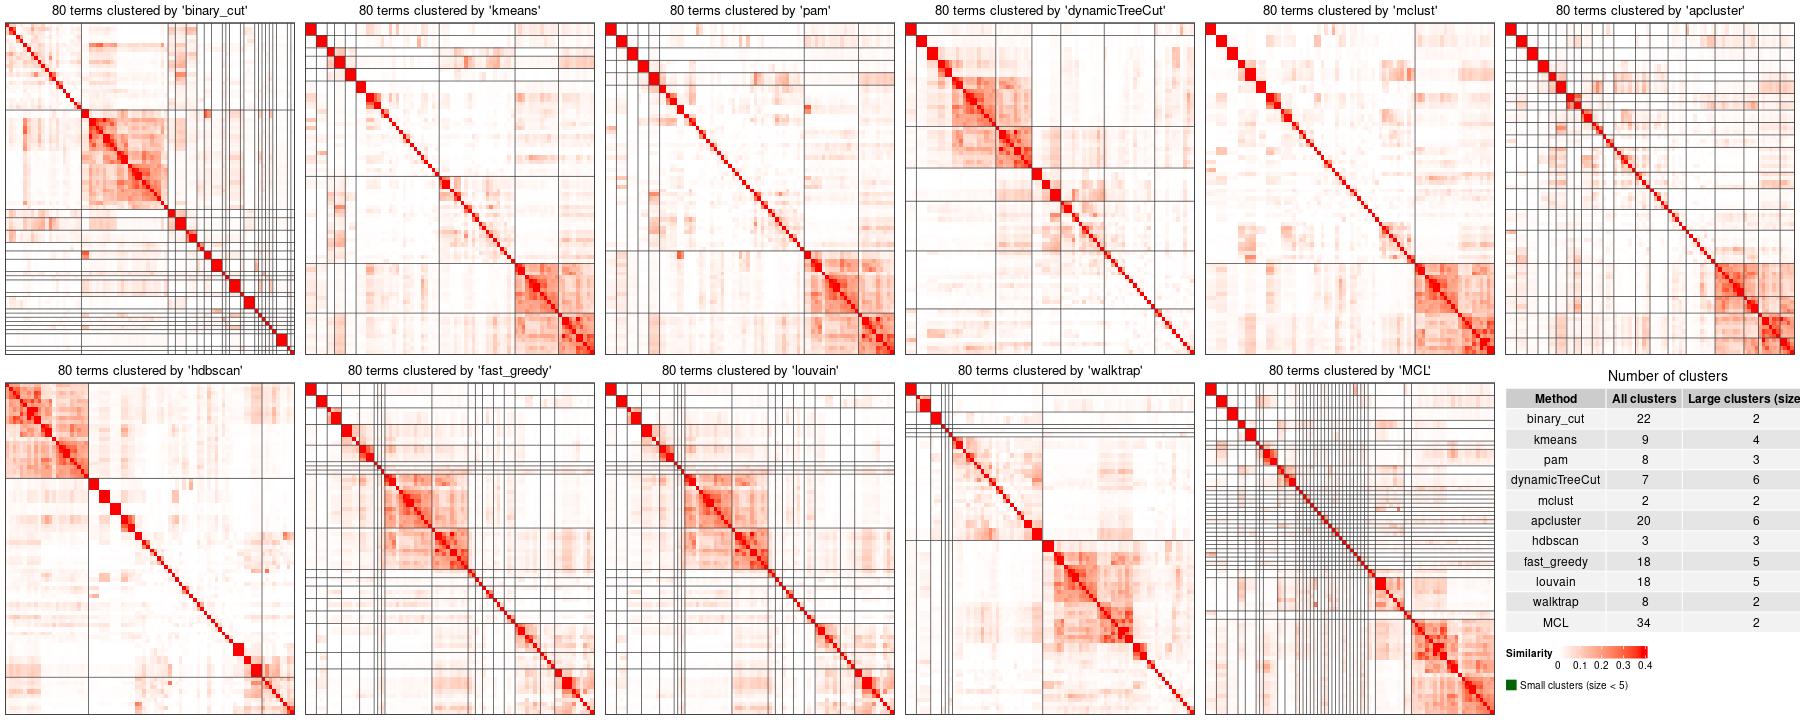 80 terms clustered by 'binary_cut'
80 terms clustered by 'kmeans'
80 terms clustered by 'pam'
80 terms clustered by 'dynamicTreeCut'
80 terms clustered by 'mclust'
80 terms clustered by 'apcluster'
80 terms clustered by 'hdbscan'
80 terms clustered by 'fast_greedy'
80 terms clustered by 'louvain'
80 terms clustered by 'walktrap'
80 terms clustered by 'MCL'
Number of clusters
Method All clusters Large clusters (size
binary_cut 22 2
kmeans 9 4
pam 8 3
dynamicTreeCut 7 6
mclust 2 2
apcluster 20 6
hdbscan 3 3
fast_greedy 18 5
louvain 18 5
walktrap 8 2
MCL 34 2
Similarity
0 0.1 0.2 0.3 0.4
Small clusters (size < 5)